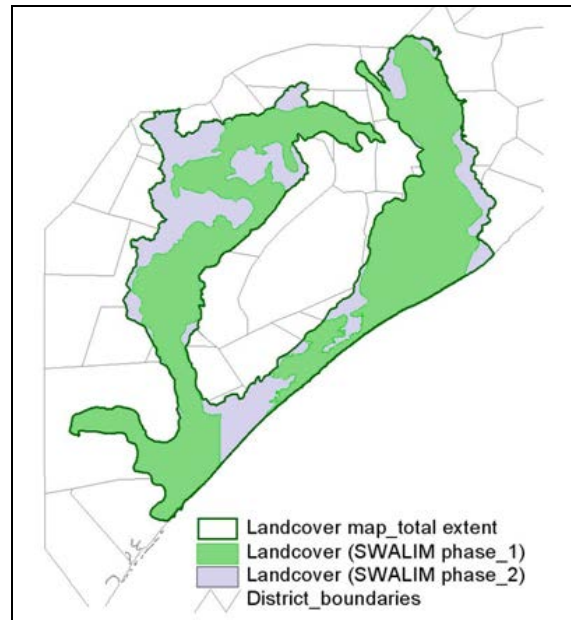 Landcover map_total extent
Landcover (SWALIM phase_1)
Landcover (SWALIM phase_2)
District_boundaries